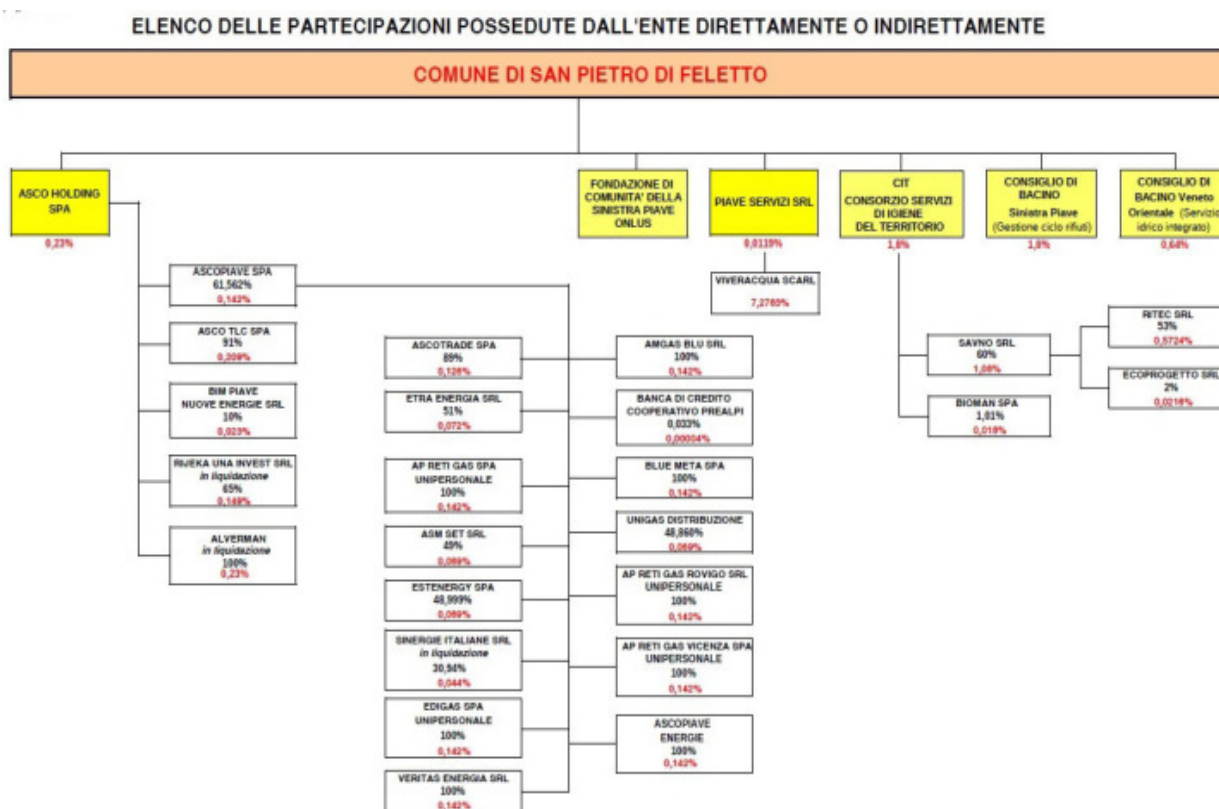 ELENCO DELLE PARTECIPAZIONI POSSEDUTE DALL'ENTE DIRETTAMENTE O INDIRETTAMENTE
COMUNE DI SAN PIETRO DI FELETTO
ASCO HOLDING
SPA
0,23%
FONDAZIONE DI
COMUNITA' DELLA
SINISTRA PIAVE
ONLUS
PIAVE SERVIZI SRL
0,0119%
CIT
CONSORZIO SERVIZI
DI IGIENE
DEL TERRITORIO
1,8%
CONSIGLIO DI
BACINO
Sinistra Piave
(Gestione ciclo rifiuti)
1,8%
CONSIGLIO DI
BACINO Veneto
Orientale (Servizio
idrico integrato)
0,64%
ASCOPIAVE SPA
61,562%
0,142%
ASCO TLC SPA
91%
0,209%
BIM PIAVE
NUOVE ENERGIE SRL
10%
0,023%
RIJEKA UNA INVEST SRL
in liquidazione
65%
0,149%
ALVERMAN
in liquidazione
100%
0,23%
ASCOTRADE SPA
89%
0,126%
ETRA ENERGIA SRL
51%
0,072%
AP RETI GAS SPA
UNIPERSONALE
100%
0,142%
ASM SET SRL
49%
0,069%
ESTENERGY SPA
48,999%
0,069%
SINERGIE ITALIANE SRL
in liquidazione
30,94%
0,044%
EDIGAS SPA
UNIPERSONALE
100%
0,142%
VERITAS ENERGIA SRL
100%
0,142%
AMGAS BLU SRL
100%
0,142%
BANCA DI CREDITO
COOPERATIVO PREALPI
0,033%
0,00004%
BLUE META SPA
100%
0,142%
UNIGAS DISTRIBUZIONE
48,860%
0,069%
AP RETI GAS ROVIGO SRL
UNIPERSONALE
100%
0,142%
AP RETI GAS VICENZA SPA
UNIPERSONALE
100%
0,142%
ASCOPIAVE
ENERGIE
100%
0,142%
VIVERACQUA SCARL
7,2765%
SAVNO SRL
60%
1,08%
BIOMAN SPA
1,01%
0,018%
RITEC SRL
53%
0,5724%
ECOPROGETTO SRL
2%
0,0216%